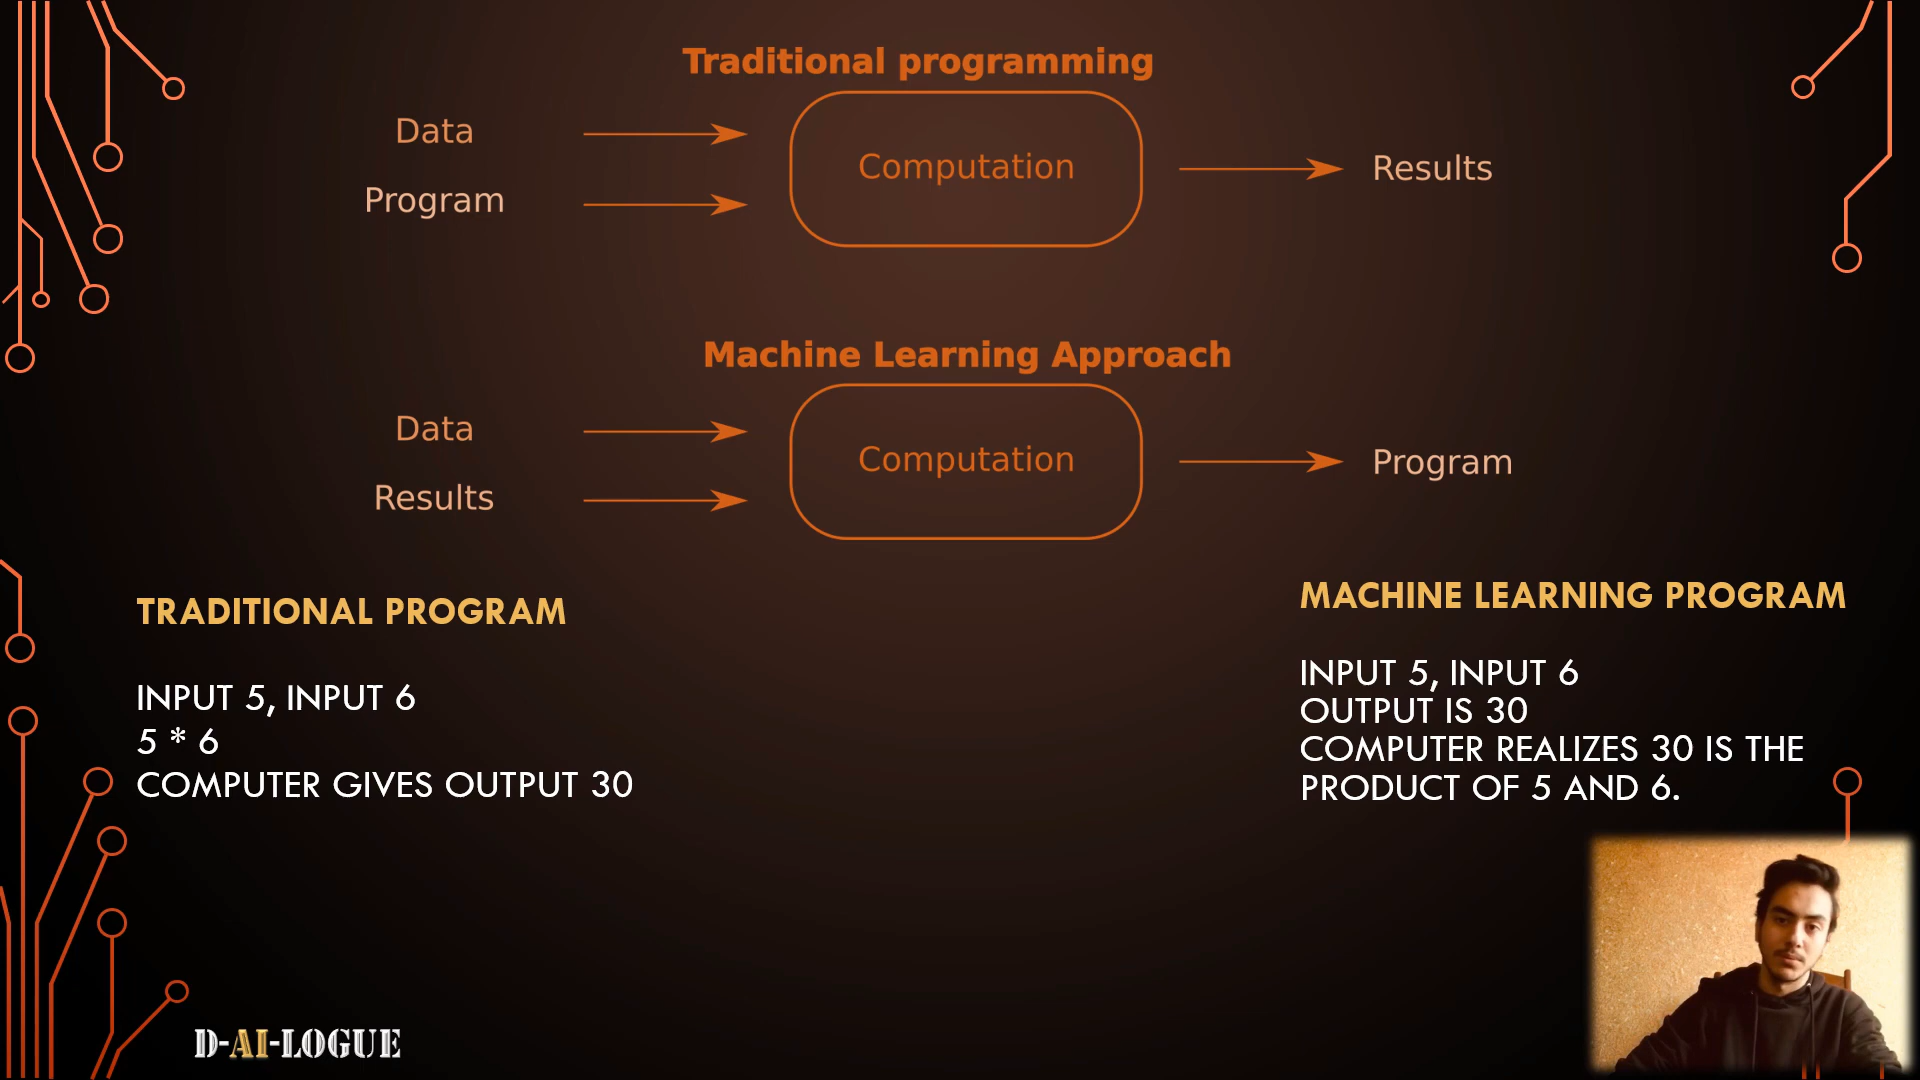 Traditional programming
Data
Program
Computation
Results
Machine Learning Approach
Data
Results
Computation
Program
TRADITIONAL PROGRAM
INPUT 5, INPUT 6
5 * 6
COMPUTER GIVES OUTPUT 30
MACHINE LEARNING PROGRAM
INPUT 5, INPUT 6
OUTPUT IS 30
COMPUTER REALIZES 30 IS THE
PRODUCT OF 5 AND 6.
D-AI-LOGUE